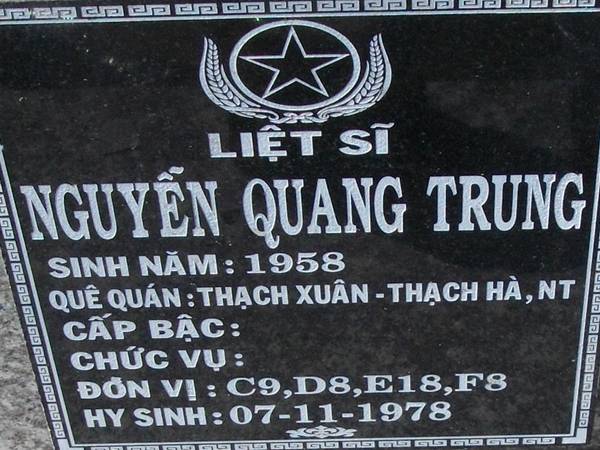 LIỆT SĨ
NGUYỄN QUANG TRUNG
SINH NĂM : 1958
QUÊ QUÁN : THẠCH XUÂN - THẠCH HÀ, NT
CẤP BẬC :
CHỨC VỤ :
ĐƠN VỊ : C9,D8,E18,F8
HY SINH : 07-11-1978